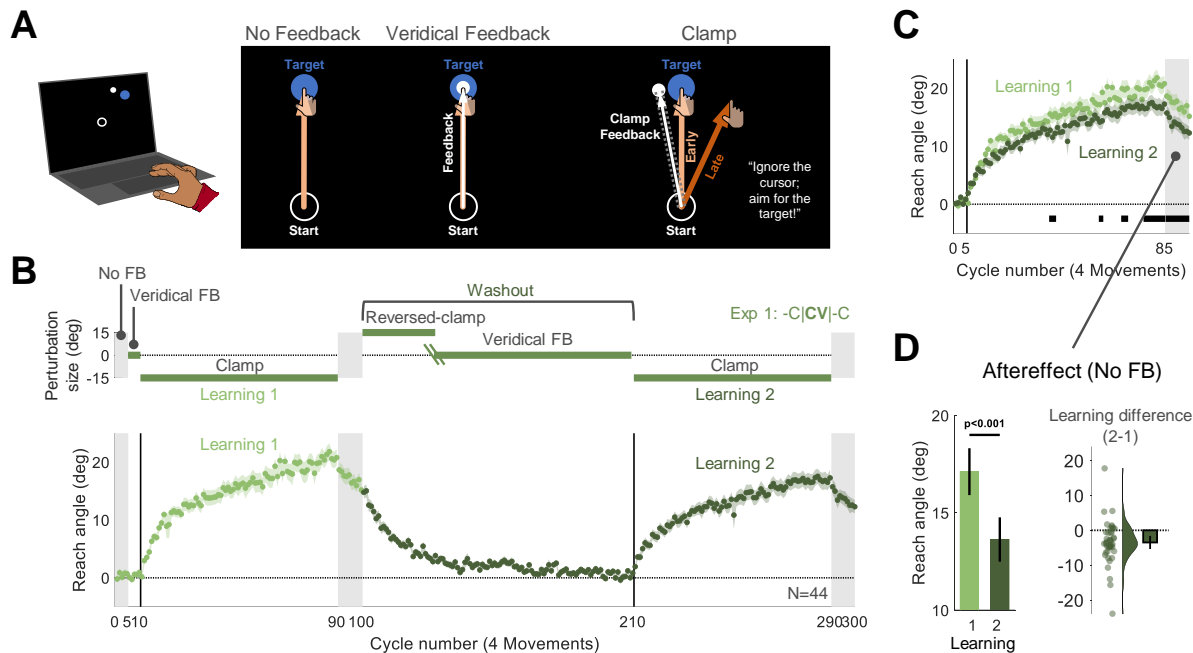 A
No Feedback
Veridical Feedback
Clamp
Target
Target
Target
Feedback
Clamp
Feedback
Early
Late
“Ignore the
cursor;
aim for the
target!”
Start
Start
Start
B
No FB
Veridical FB
Washout
Reversed-clamp
Exp 1: -C|CV|-C
Perturbation
size (deg)
15
0
-15
Veridical FB
Clamp
Clamp
Learning 1
Learning 2
Reach angle (deg)
20
10
0
Learning 1
Learning 2
N=44
0 5 10
90 100
210
290 300
Cycle number (4 Movements)
C
Reach angle (deg)
20
10
0
Learning 1
Learning 2
0 5
85
Cycle number (4 Movements)
D
Aftereffect (No FB)
Reach angle (deg)
20
15
10
p<0.001
1
2
Learning
Learning difference
(2-1)
20
10
0
-10
-20